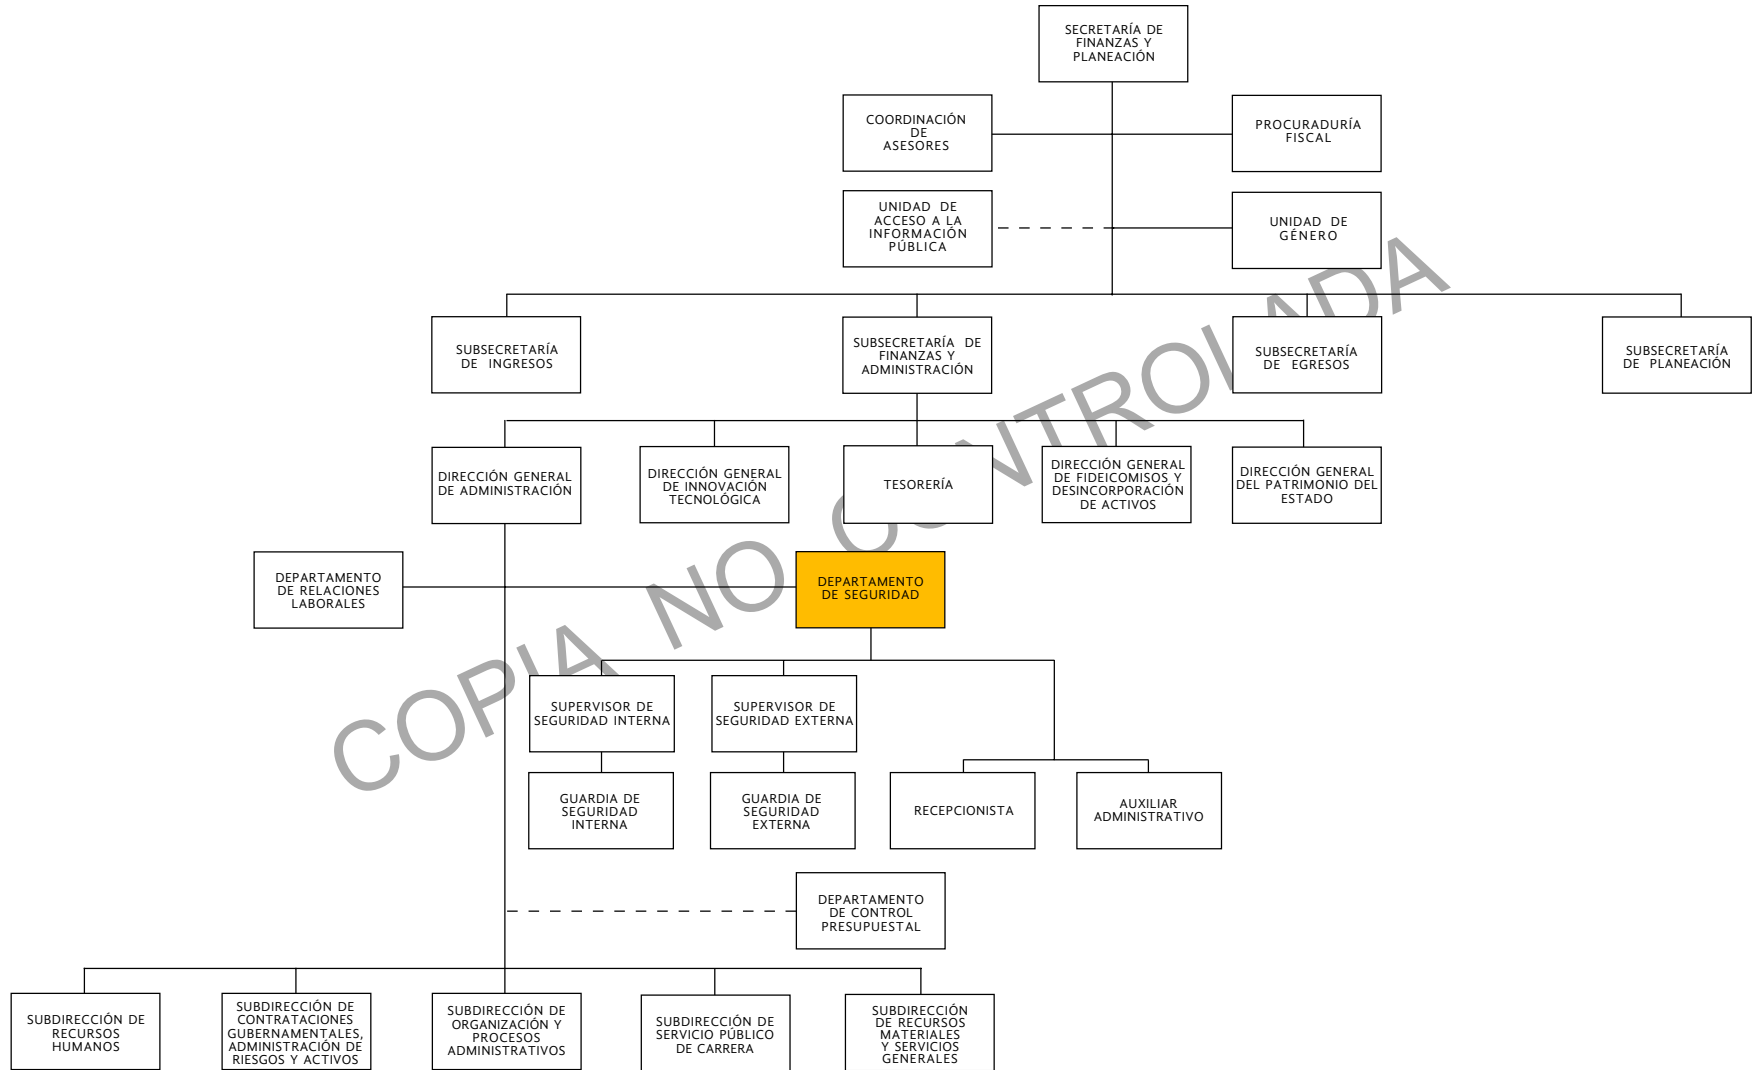 SECRETARÍA DE
FINANZAS Y
PLANEACIÓN
COORDINACIÓN
DE
ASESORES
PROCURADURÍA
FISCAL
UNIDAD DE
ACCESO A LA
INFORMACIÓN
PÚBLICA
UNIDAD DE
GÉNERO
SUBSECRETARÍA
DE INGRESOS
SUBSECRETARÍA DE
FINANZAS Y
ADMINISTRACIÓN
SUBSECRETARÍA
DE EGRESOS
SUBSECRETARÍA
DE PLANEACIÓN
DIRECCIÓN GENERAL
DE ADMINISTRACIÓN
DIRECCIÓN GENERAL
DE INNOVACIÓN
TECNOLÓGICA
TESORERÍA
DIRECCIÓN GENERAL
DE FIDEICOMISOS Y
DESINCORPORACIÓN
DE ACTIVOS
DIRECCIÓN GENERAL
DEL PATRIMONIO DEL
ESTADO
DEPARTAMENTO
DE RELACIONES
LABORALES
DEPARTAMENTO
DE SEGURIDAD
SUPERVISOR DE
SEGURIDAD INTERNA
SUPERVISOR DE
SEGURIDAD EXTERNA
GUARDIA DE
SEGURIDAD
INTERNA
GUARDIA DE
SEGURIDAD
EXTERNA
RECEPCIONISTA
AUXILIAR
ADMINISTRATIVO
DEPARTAMENTO
DE CONTROL
PRESUPUESTAL
SUBDIRECCIÓN DE
RECURSOS
HUMANOS
SUBDIRECCIÓN DE
CONTRATACIONES
GUBERNAMENTALES,
ADMINISTRACIÓN DE
RIESGOS Y ACTIVOS
SUBDIRECCIÓN DE
ORGANIZACIÓN Y
PROCESOS
ADMINISTRATIVOS
SUBDIRECCIÓN DE
SERVICIO PÚBLICO
DE CARRERA
SUBDIRECCIÓN
DE RECURSOS
MATERIALES
Y SERVICIOS
GENERALES
COPIA NO CONTROLADA